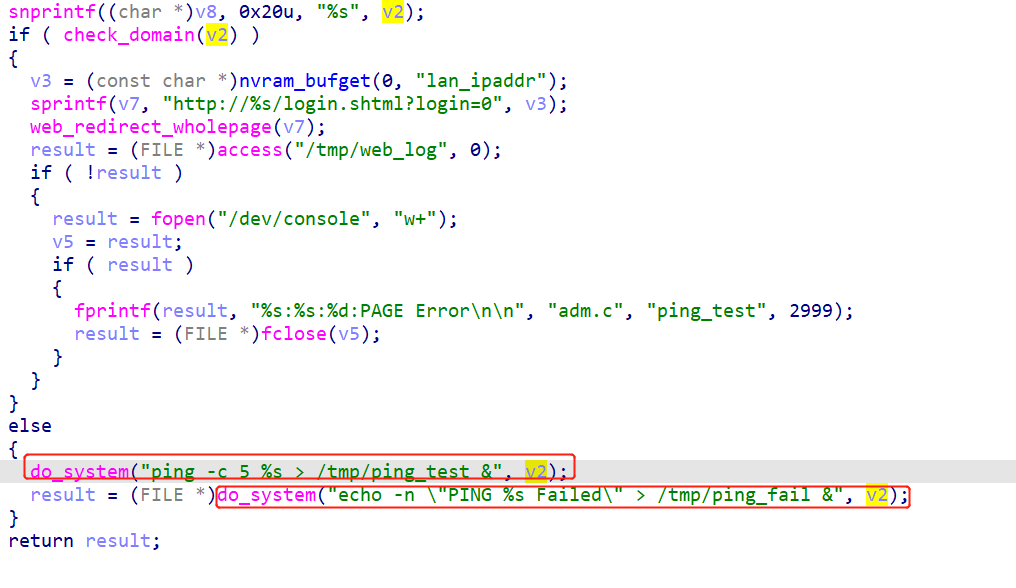 snprintf((char *)v8, 0x20u, "%s", v2);
if ( check_domain(v2) )
{
v3 = (const char *)nvram_bufget(0, "lan_ipaddr");
sprintf(v7, "http://%s/login.shtml?login=0", v3);
web_redirect_wholepage(v7);
result = (FILE *)access("/tmp/web_log", 0);
if ( !result )
{
result = fopen("/dev/console", "w+");
v5 = result;
if ( result )
{
fprintf(result, "%s:%s:%d:PAGE Error\n\n", "adm.c", "ping_test", 2999);
result = (FILE *)fclose(v5);
}
}
}
else
{
do_system("ping -c 5 %s > /tmp/ping_test &", v2);
result = (FILE *)do_system("echo -n \"PING %s Failed\" > /tmp/ping_fail &", v2);
}
return result;